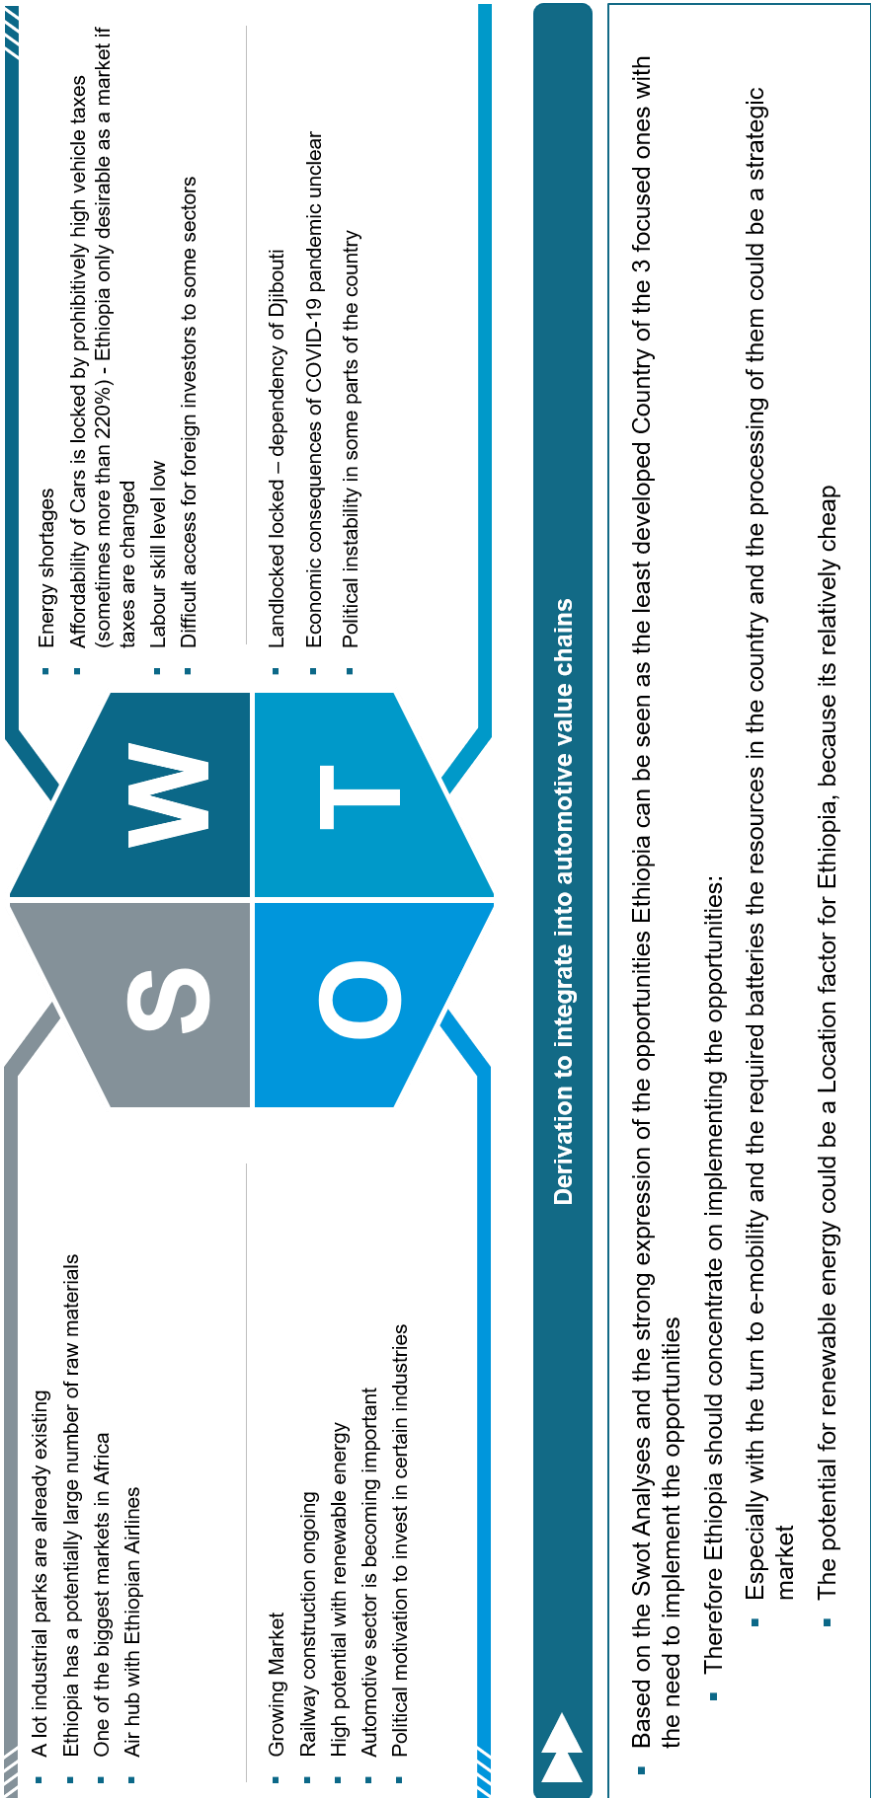 A lot industrial parks are already existing
Ethiopia has a potentially large number of raw materials
One of the biggest markets in Africa
Air hub with Ethiopian Airlines
S
W
Energy shortages
Affordability of Cars is locked by prohibitively high vehicle taxes
(sometimes more than 220%) - Ethiopia only desirable as a market if
taxes are changed
Labour skill level low
Difficult access for foreign investors to some sectors
Growing Market
Railway construction ongoing
High potential with renewable energy
Automotive sector is becoming important
Political motivation to invest in certain industries
O
T
Landlocked locked – dependency of Djibouti
Economic consequences of COVID-19 pandemic unclear
Political instability in some parts of the country
Derivation to integrate into automotive value chains
Based on the Swot Analyses and the strong expression of the opportunities Ethiopia can be seen as the least developed Country of the 3 focused ones with
the need to implement the opportunities
Therefore Ethiopia should concentrate on implementing the opportunities:
Especially with the turn to e-mobility and the required batteries the resources in the country and the processing of them could be a strategic
market
The potential for renewable energy could be a Location factor for Ethiopia, because its relatively cheap